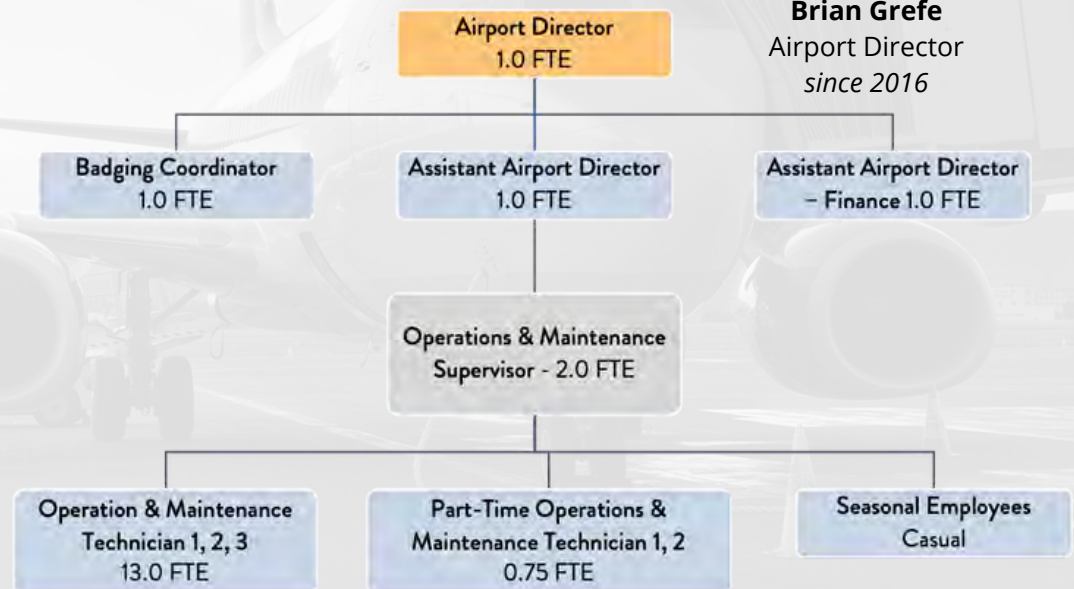 Airport Director
1.0 FTE
Brian Grefe
Airport Director
since 2016
Badging Coordinator
1.0 FTE
Assistant Airport Director
1.0 FTE
Assistant Airport Director
– Finance 1.0 FTE
Operations & Maintenance
Supervisor - 2.0 FTE
Operation & Maintenance
Technician 1, 2, 3
13.0 FTE
Part-Time Operations &
Maintenance Technician 1, 2
0.75 FTE
Seasonal Employees
Casual